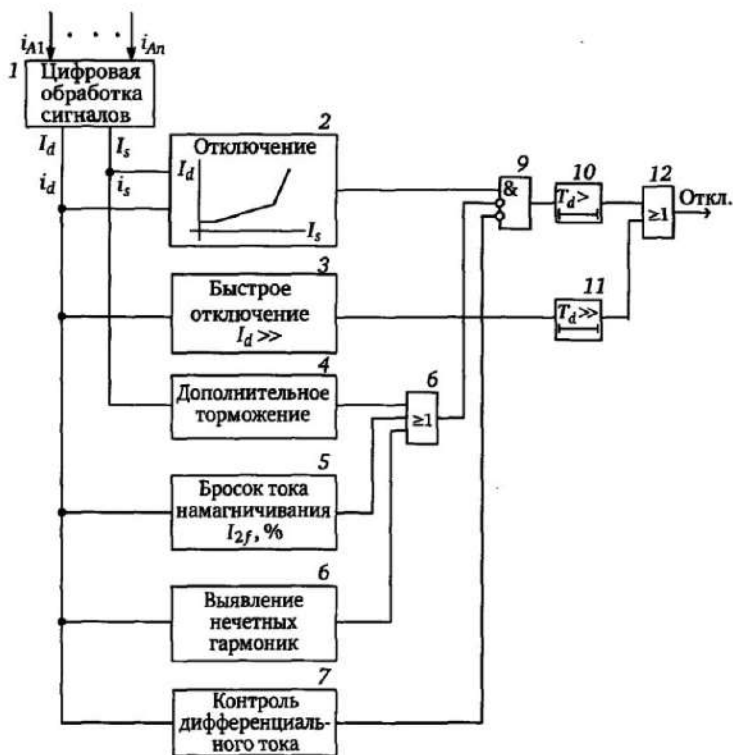 i_A1 · · · i_An
1
Цифровая
обработка
сигналов
I_d I_s
i_d i_s
2
Отключение
I_d
I_s
3
Быстрое
отключение
I_d >>
4
Дополнительное
торможение
5
Бросок тока
намагничивания
I_2f, %
6
Выявление
нечетных
гармоник
7
Контроль
дифференциаль-
ного тока
6
≥1
9
&
10
T_d>
11
T_d>>
12
≥1
Откл.